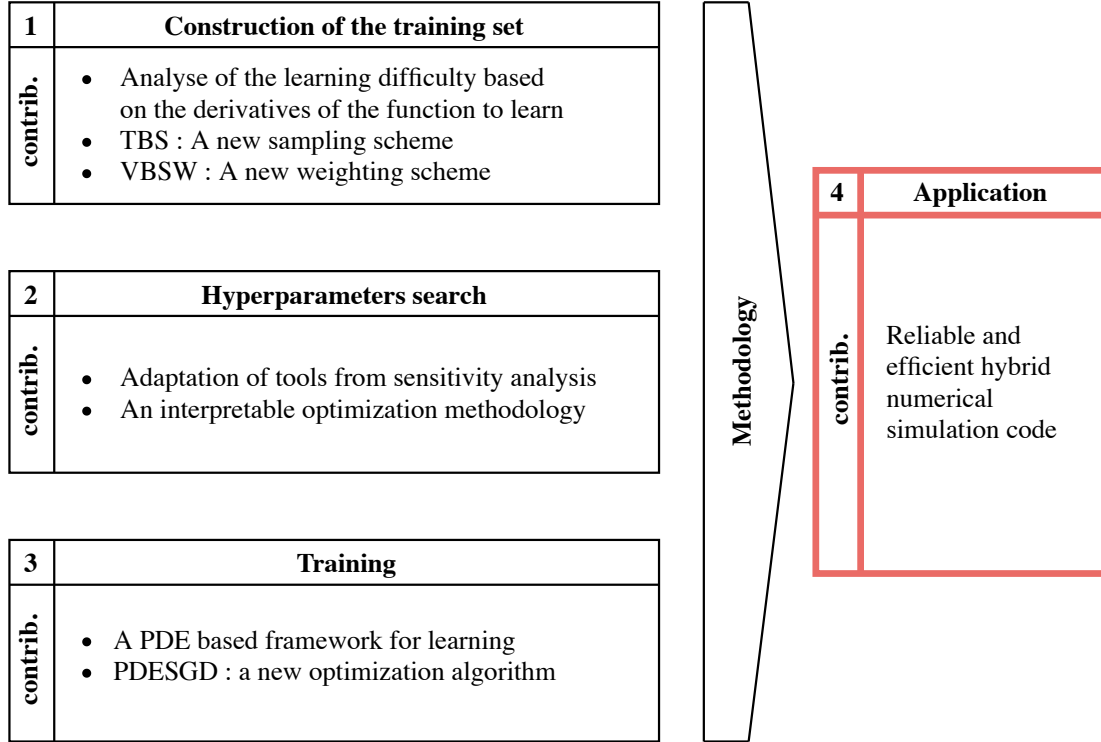 1 Construction of the training set
contrib.
• Analyse of the learning difficulty based
on the derivatives of the function to learn
• TBS : A new sampling scheme
• VBSW : A new weighting scheme
2 Hyperparameters search
contrib.
• Adaptation of tools from sensitivity analysis
• An interpretable optimization methodology
3 Training
contrib.
• A PDE based framework for learning
• PDESGD : a new optimization algorithm
Methodology
4 Application
contrib.
Reliable and
efficient hybrid
numerical
simulation code